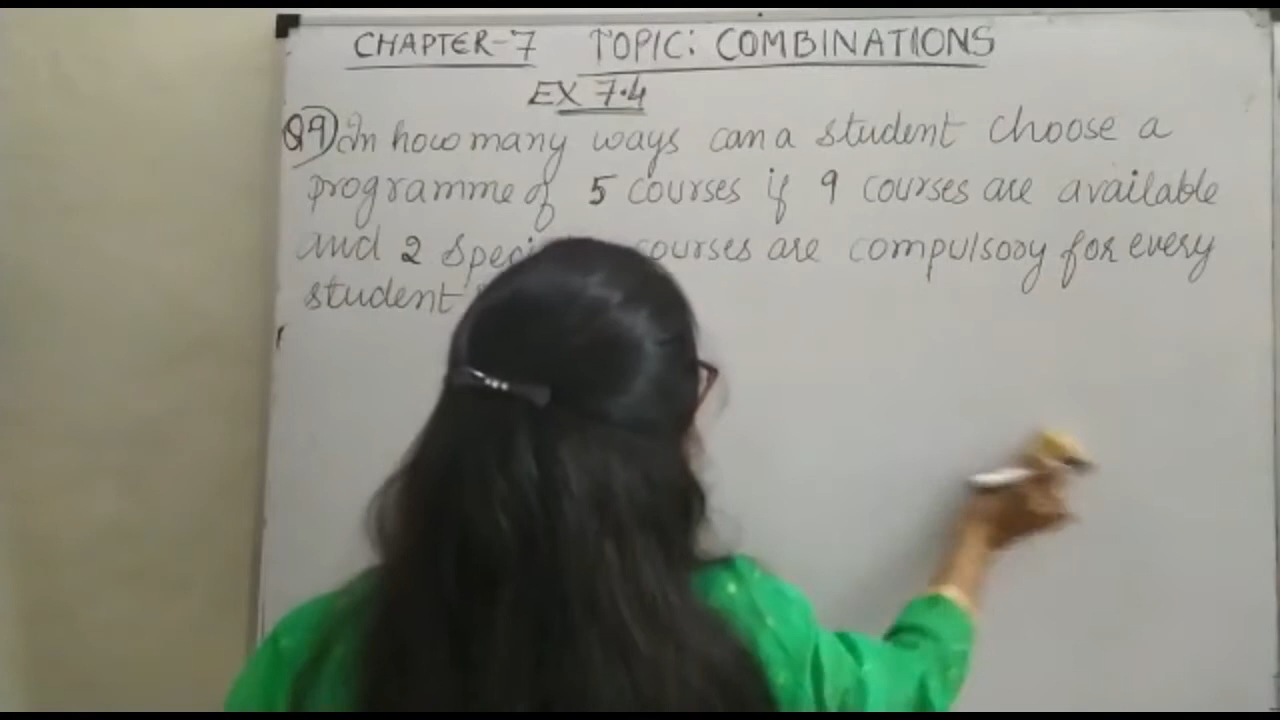 CHAPTER-7 TOPIC: COMBINATIONS
EX 7.4
Q9) In how many ways can a student choose a
programme of 5 courses if 9 courses are available
and 2 courses are compulsory for every
student